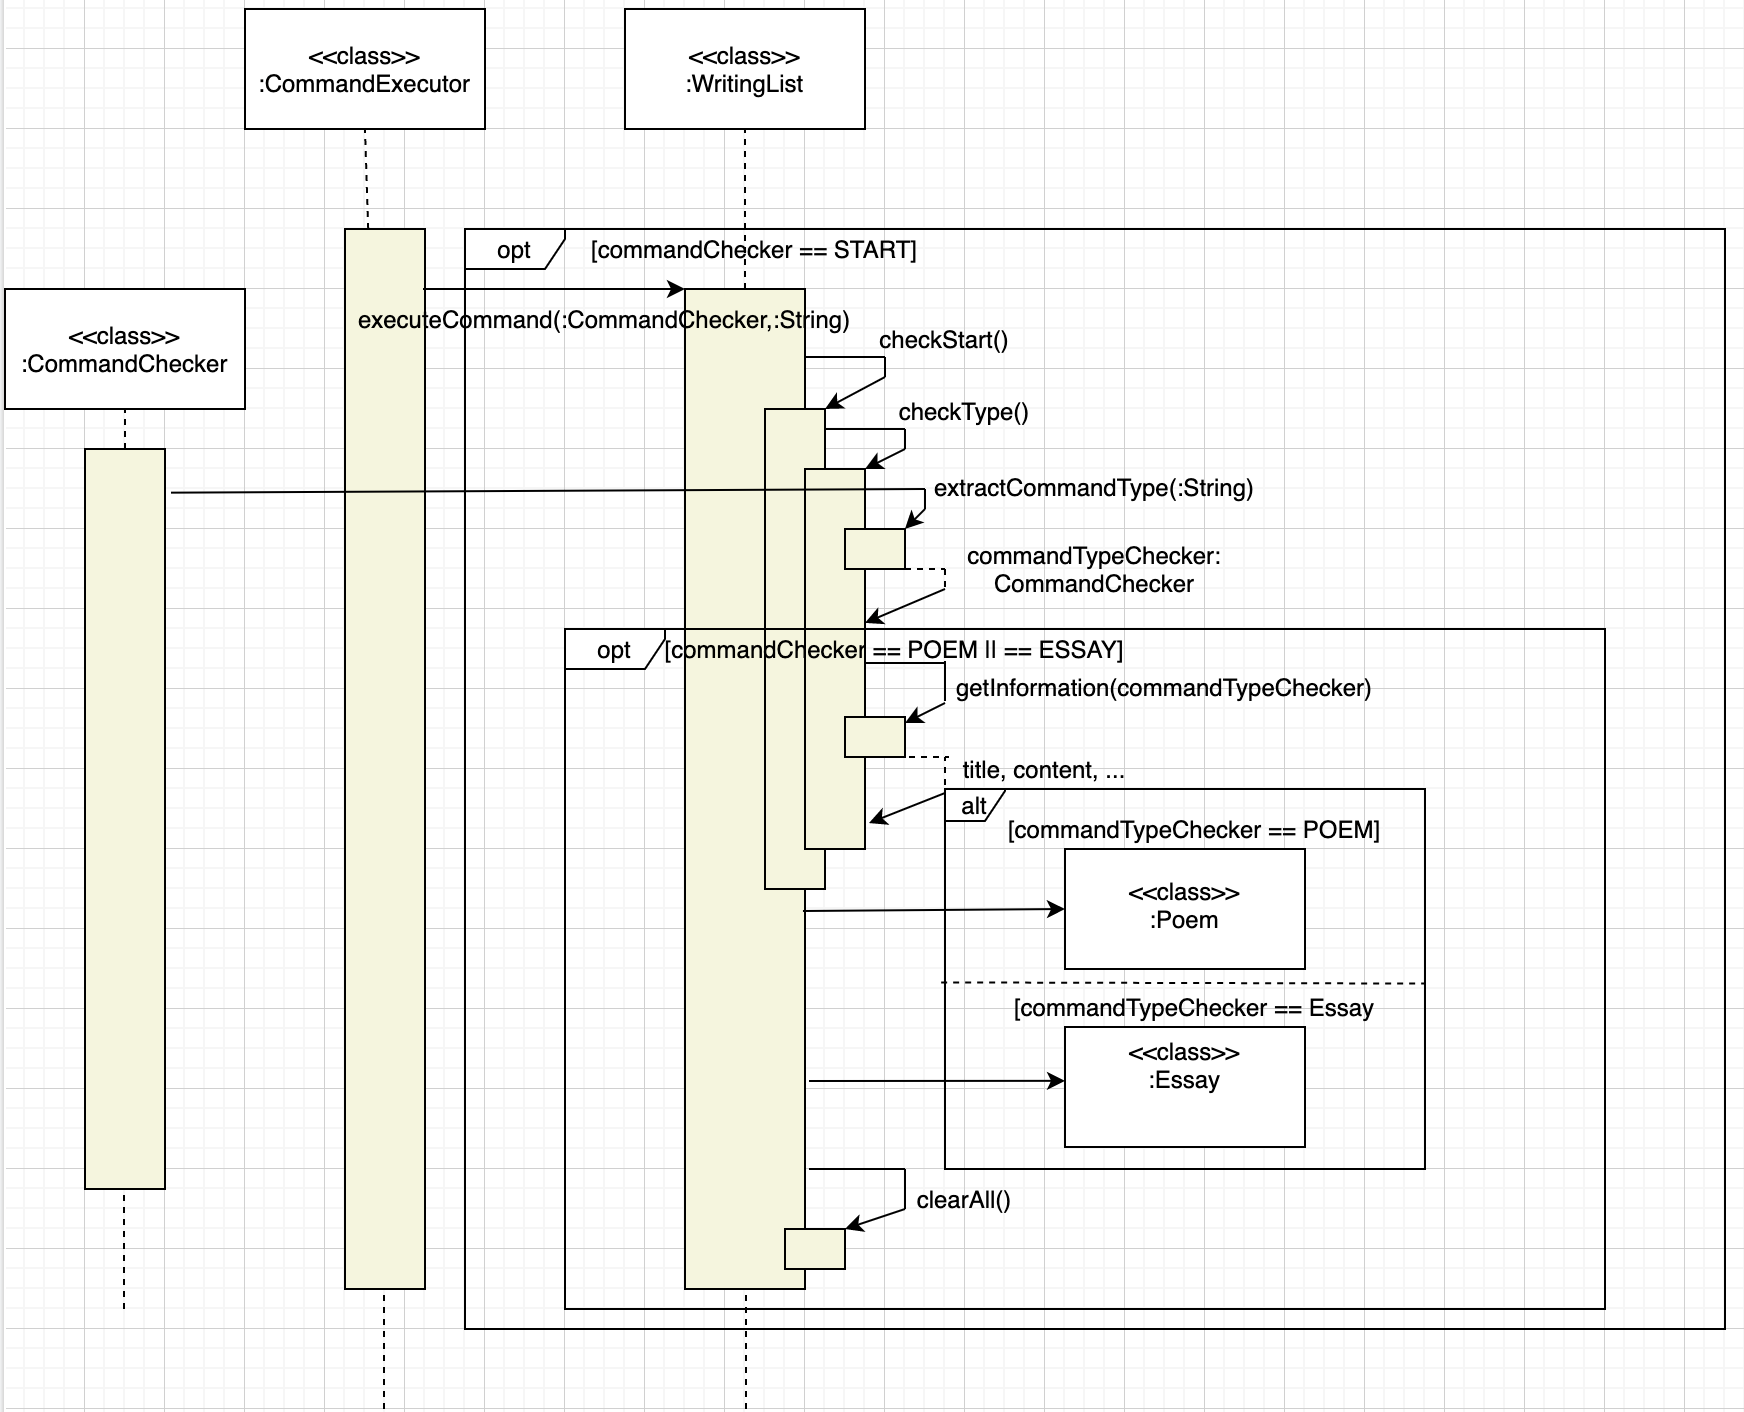 <<class>>
:CommandExecutor
<<class>>
:WritingList
opt
[commandChecker == START]
<<class>>
:CommandChecker
executeCommand(:CommandChecker,:String)
checkStart()
checkType()
extractCommandType(:String)
commandTypeChecker:
CommandChecker
opt
[commandChecker == POEM || == ESSAY]
getInformation(commandTypeChecker)
title, content, ...
alt
[commandTypeChecker == POEM]
<<class>>
:Poem
[commandTypeChecker == Essay
<<class>>
:Essay
clearAll()